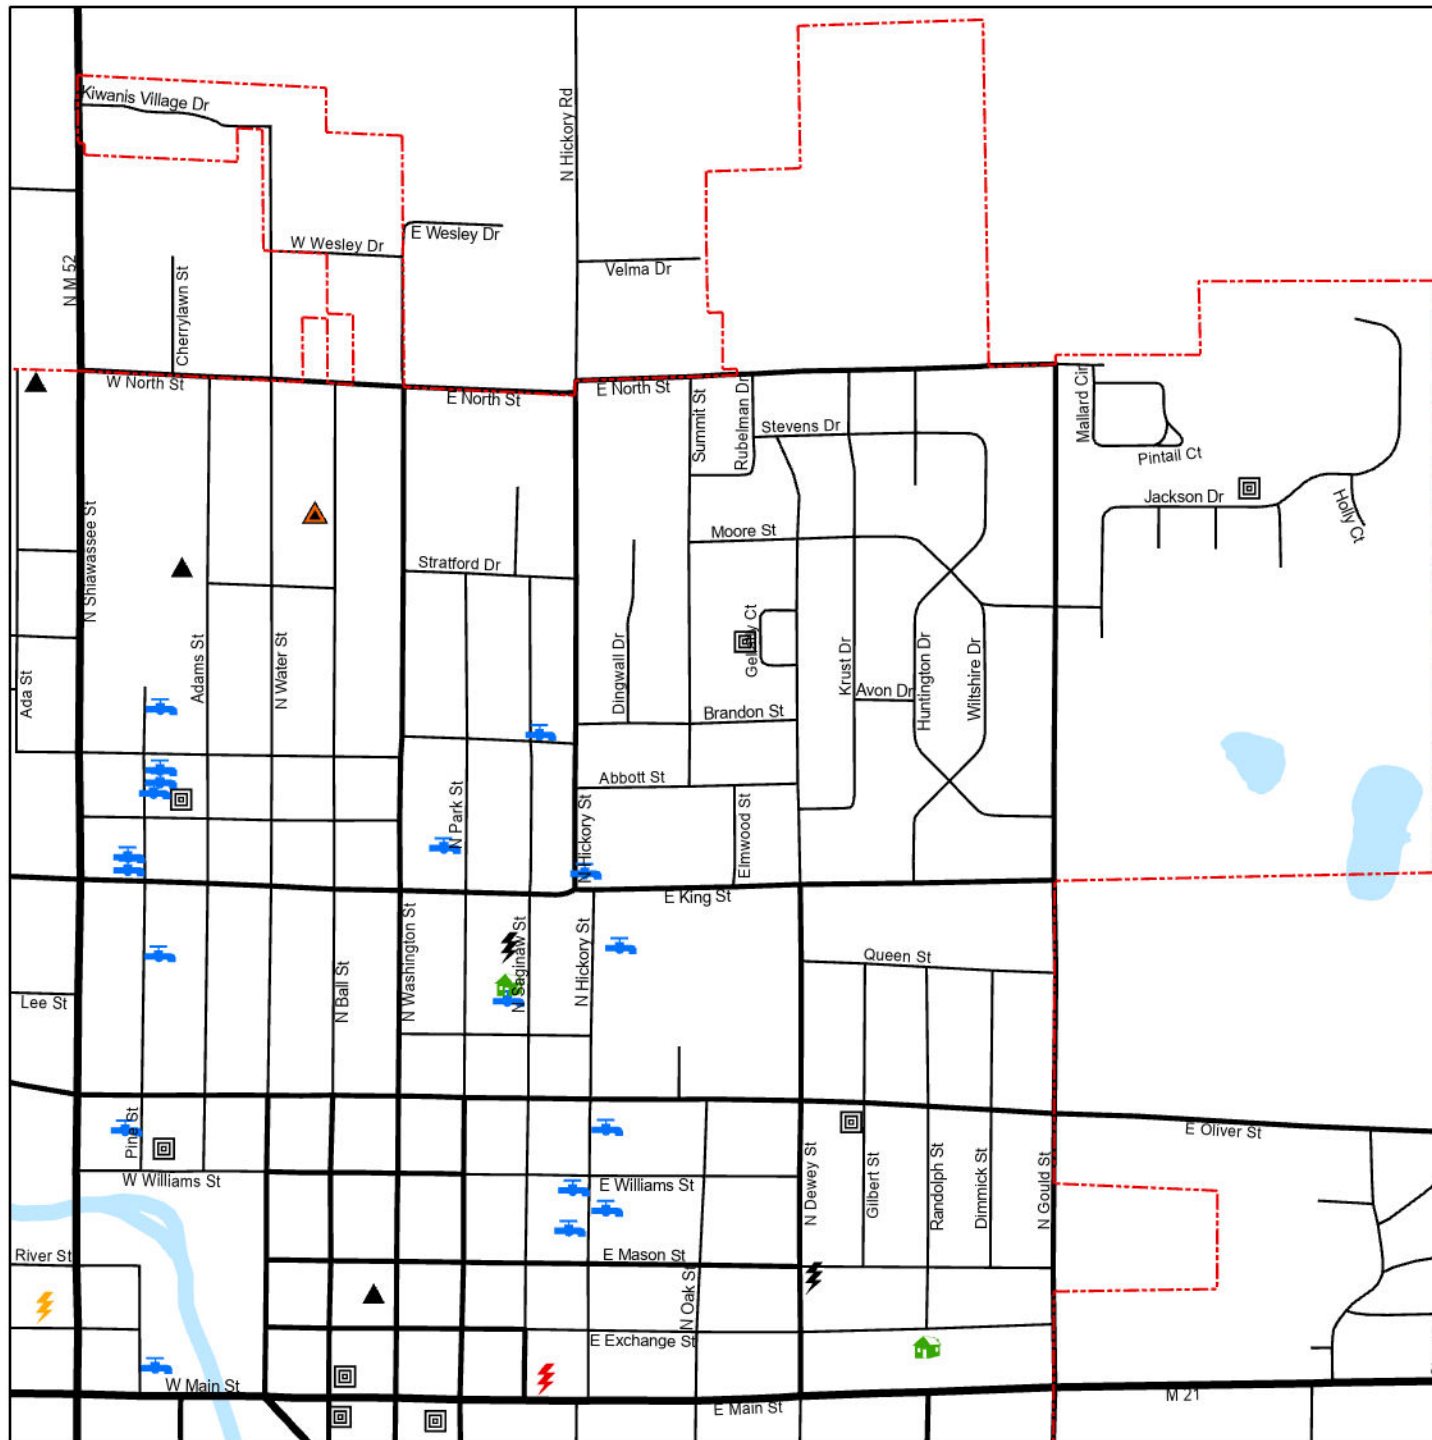 Kiwanis Village Dr
N Hickory Rd
E Wesley Dr
W Wesley Dr
Velma Dr
N M 52
Cherrylawn St
W North St
E North St
E North St
Summit St
Rubelman Dr
Mallard Cir
Stevens Dr
Pintail Ct
Jackson Dr
Holly Ct
N Shiawassee St
Moore St
Stratford Dr
Adams St
N Water St
Ada St
Dingwall Dr
Ct
Krust Dr
Huntington Dr
Wiltshire Dr
Avon Dr
Brandon St
Abbott St
N Park St
N Hickory St
Elmwood St
E King St
N Washington St
N Saginaw St
N Hickory St
N Ball St
Queen St
Lee St
Pine St
E Oliver St
W Williams St
E Williams St
N Dewey St
Gilbert St
Randolph St
Dimmick St
N Gould St
River St
E Mason St
N Oak St
E Exchange St
W Main St
E Main St
M 21